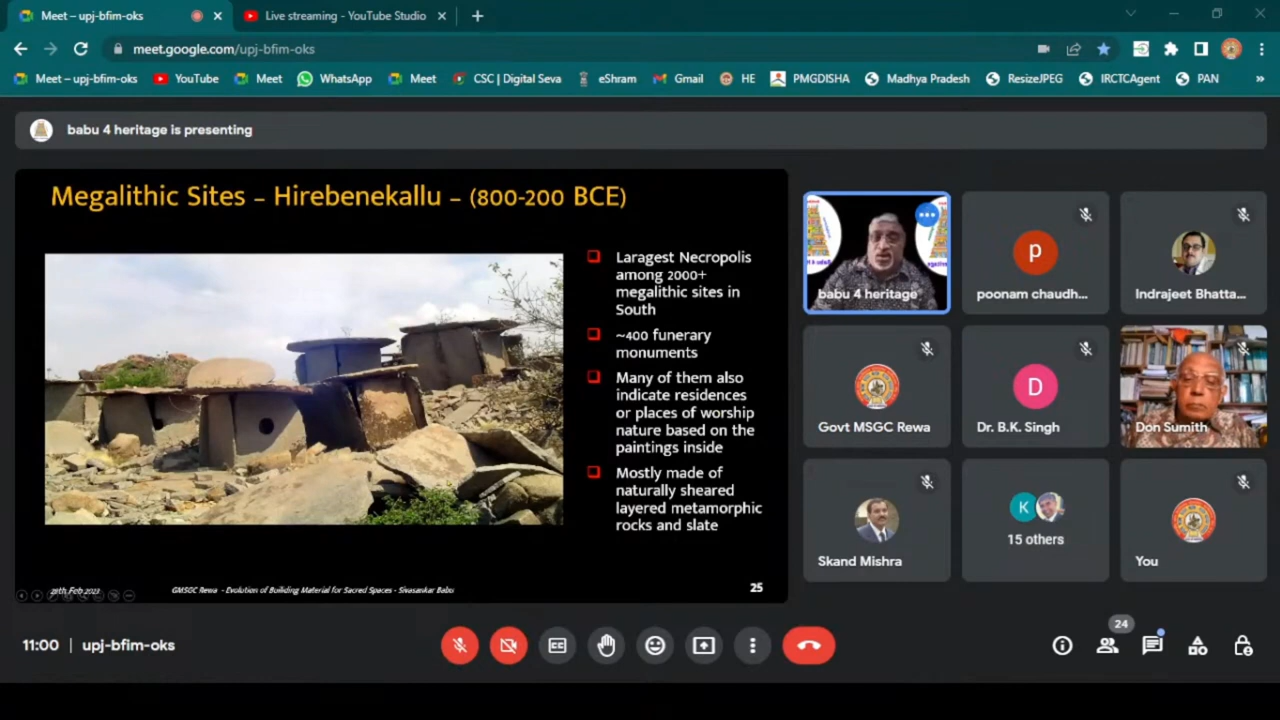 Meet – upj-bfim-oks
Live streaming - YouTube Studio
meet.google.com/upj-bfim-oks
Meet – upj-bfim-oks YouTube Meet WhatsApp Meet CSC | Digital Seva eShram Gmail HE PMGDISHA Madhya Pradesh ResizeJPEG IRCTCAgent PAN »
babu 4 heritage is presenting
Megalithic Sites – Hirebenekallu – (800-200 BCE)
Laragest Necropolis
among 2000+
megalithic sites in
South
~400 funerary
monuments
Many of them also
indicate residences
or places of worship
nature based on the
paintings inside
Mostly made of
naturally sheared
layered metamorphic
rocks and slate
GMSGC Rewa - Evolution of Boiliding Material for Sacred Spaces - Sivasankar Babu
25
babu 4 heritage
p
poonam chaudh...
Indrajeet Bhatta...
Govt MSGC Rewa
D
Dr. B.K. Singh
Don Sumith
Skand Mishra
K
15 others
You
11:00 | upj-bfim-oks
CC
24